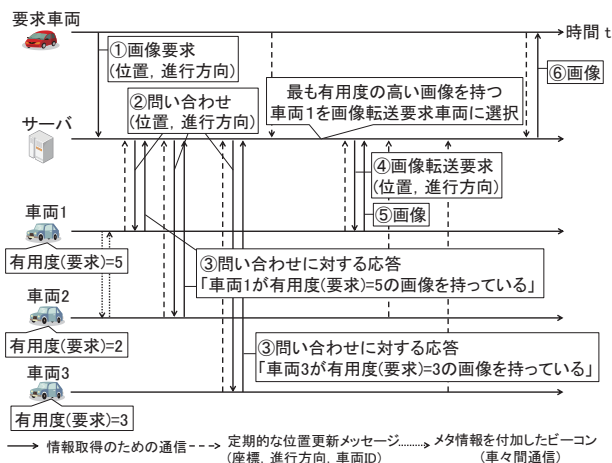 要求車両
時間 t
①画像要求
(位置, 進行方向)
⑥画像
最も有用度の高い画像を持つ
車両1を画像転送要求車両に選択
②問い合わせ
(位置, 進行方向)
サーバ
④画像転送要求
(位置, 進行方向)
⑤画像
車両1
有用度(要求)=5
③問い合わせに対する応答
「車両1が有用度(要求)=5の画像を持っている」
車両2
有用度(要求)=2
③問い合わせに対する応答
「車両3が有用度(要求)=3の画像を持っている」
車両3
有用度(要求)=3
情報取得のための通信
定期的な位置更新メッセージ
(座標, 進行方向, 車両ID)
メタ情報を付加したビーコン
(車々間通信)